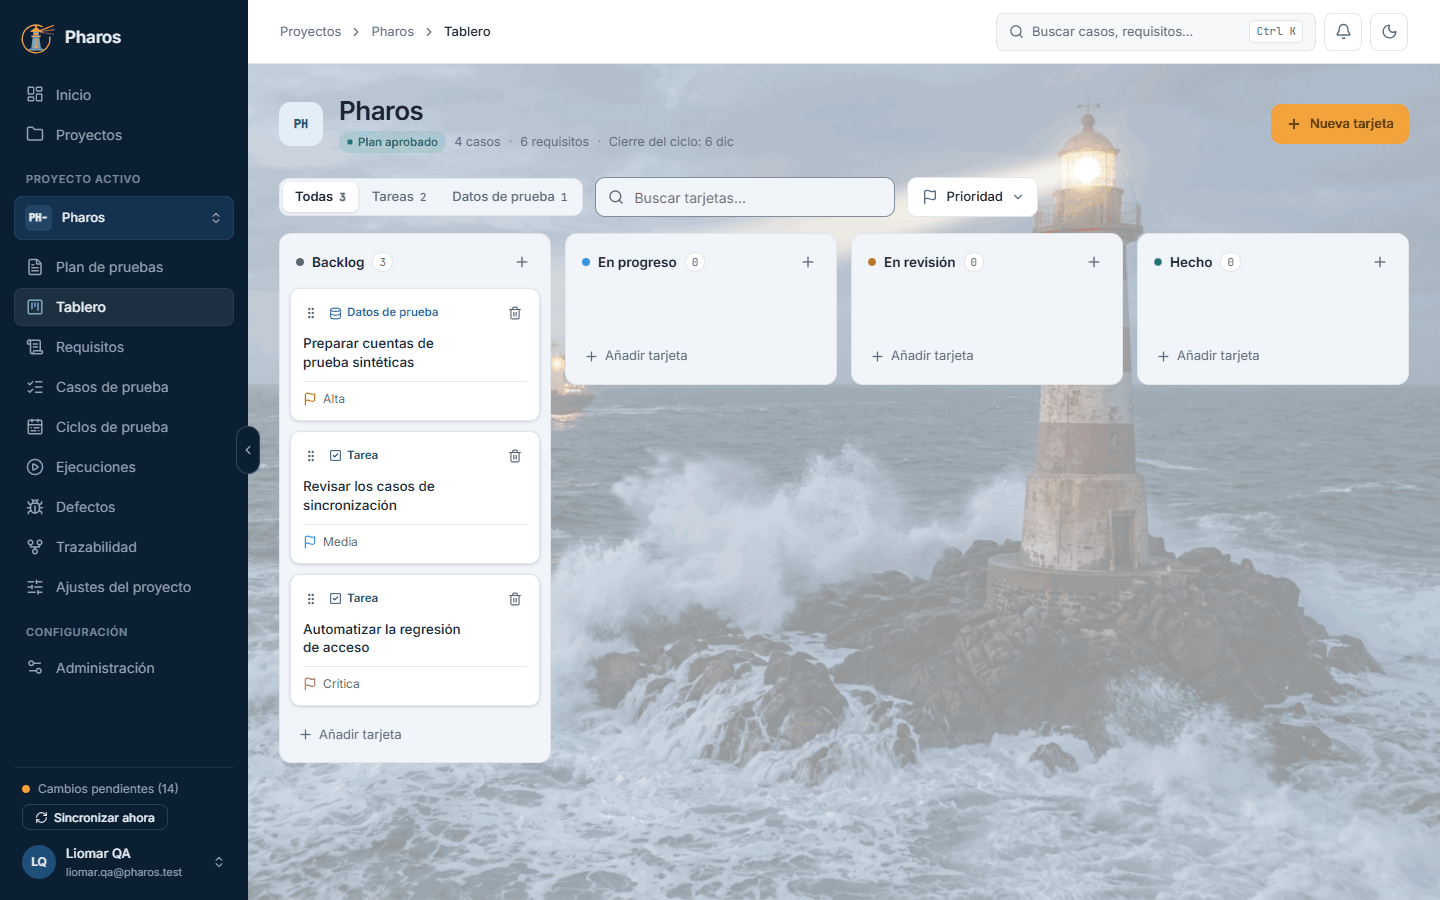 Pharos
Inicio
Proyectos
PROYECTO ACTIVO
PH- Pharos
Plan de pruebas
Tablero
Requisitos
Casos de prueba
Ciclos de prueba
Ejecuciones
Defectos
Trazabilidad
Ajustes del proyecto
CONFIGURACIÓN
Administración
Cambios pendientes (14)
Sincronizar ahora
LQ Liomar QA
liomar.qa@pharos.test
Proyectos > Pharos > Tablero
Buscar casos, requisitos... Ctrl K
PH Pharos
Plan aprobado 4 casos · 6 requisitos · Cierre del ciclo: 6 dic
+ Nueva tarjeta
Todas 3 Tareas 2 Datos de prueba 1 Buscar tarjetas... Prioridad
Backlog 3 +
Datos de prueba
Preparar cuentas de
prueba sintéticas
Alta
Tarea
Revisar los casos de
sincronización
Media
Tarea
Automatizar la regresión
de acceso
Crítica
+ Añadir tarjeta
En progreso 0 +
+ Añadir tarjeta
En revisión 0 +
+ Añadir tarjeta
Hecho 0 +
+ Añadir tarjeta